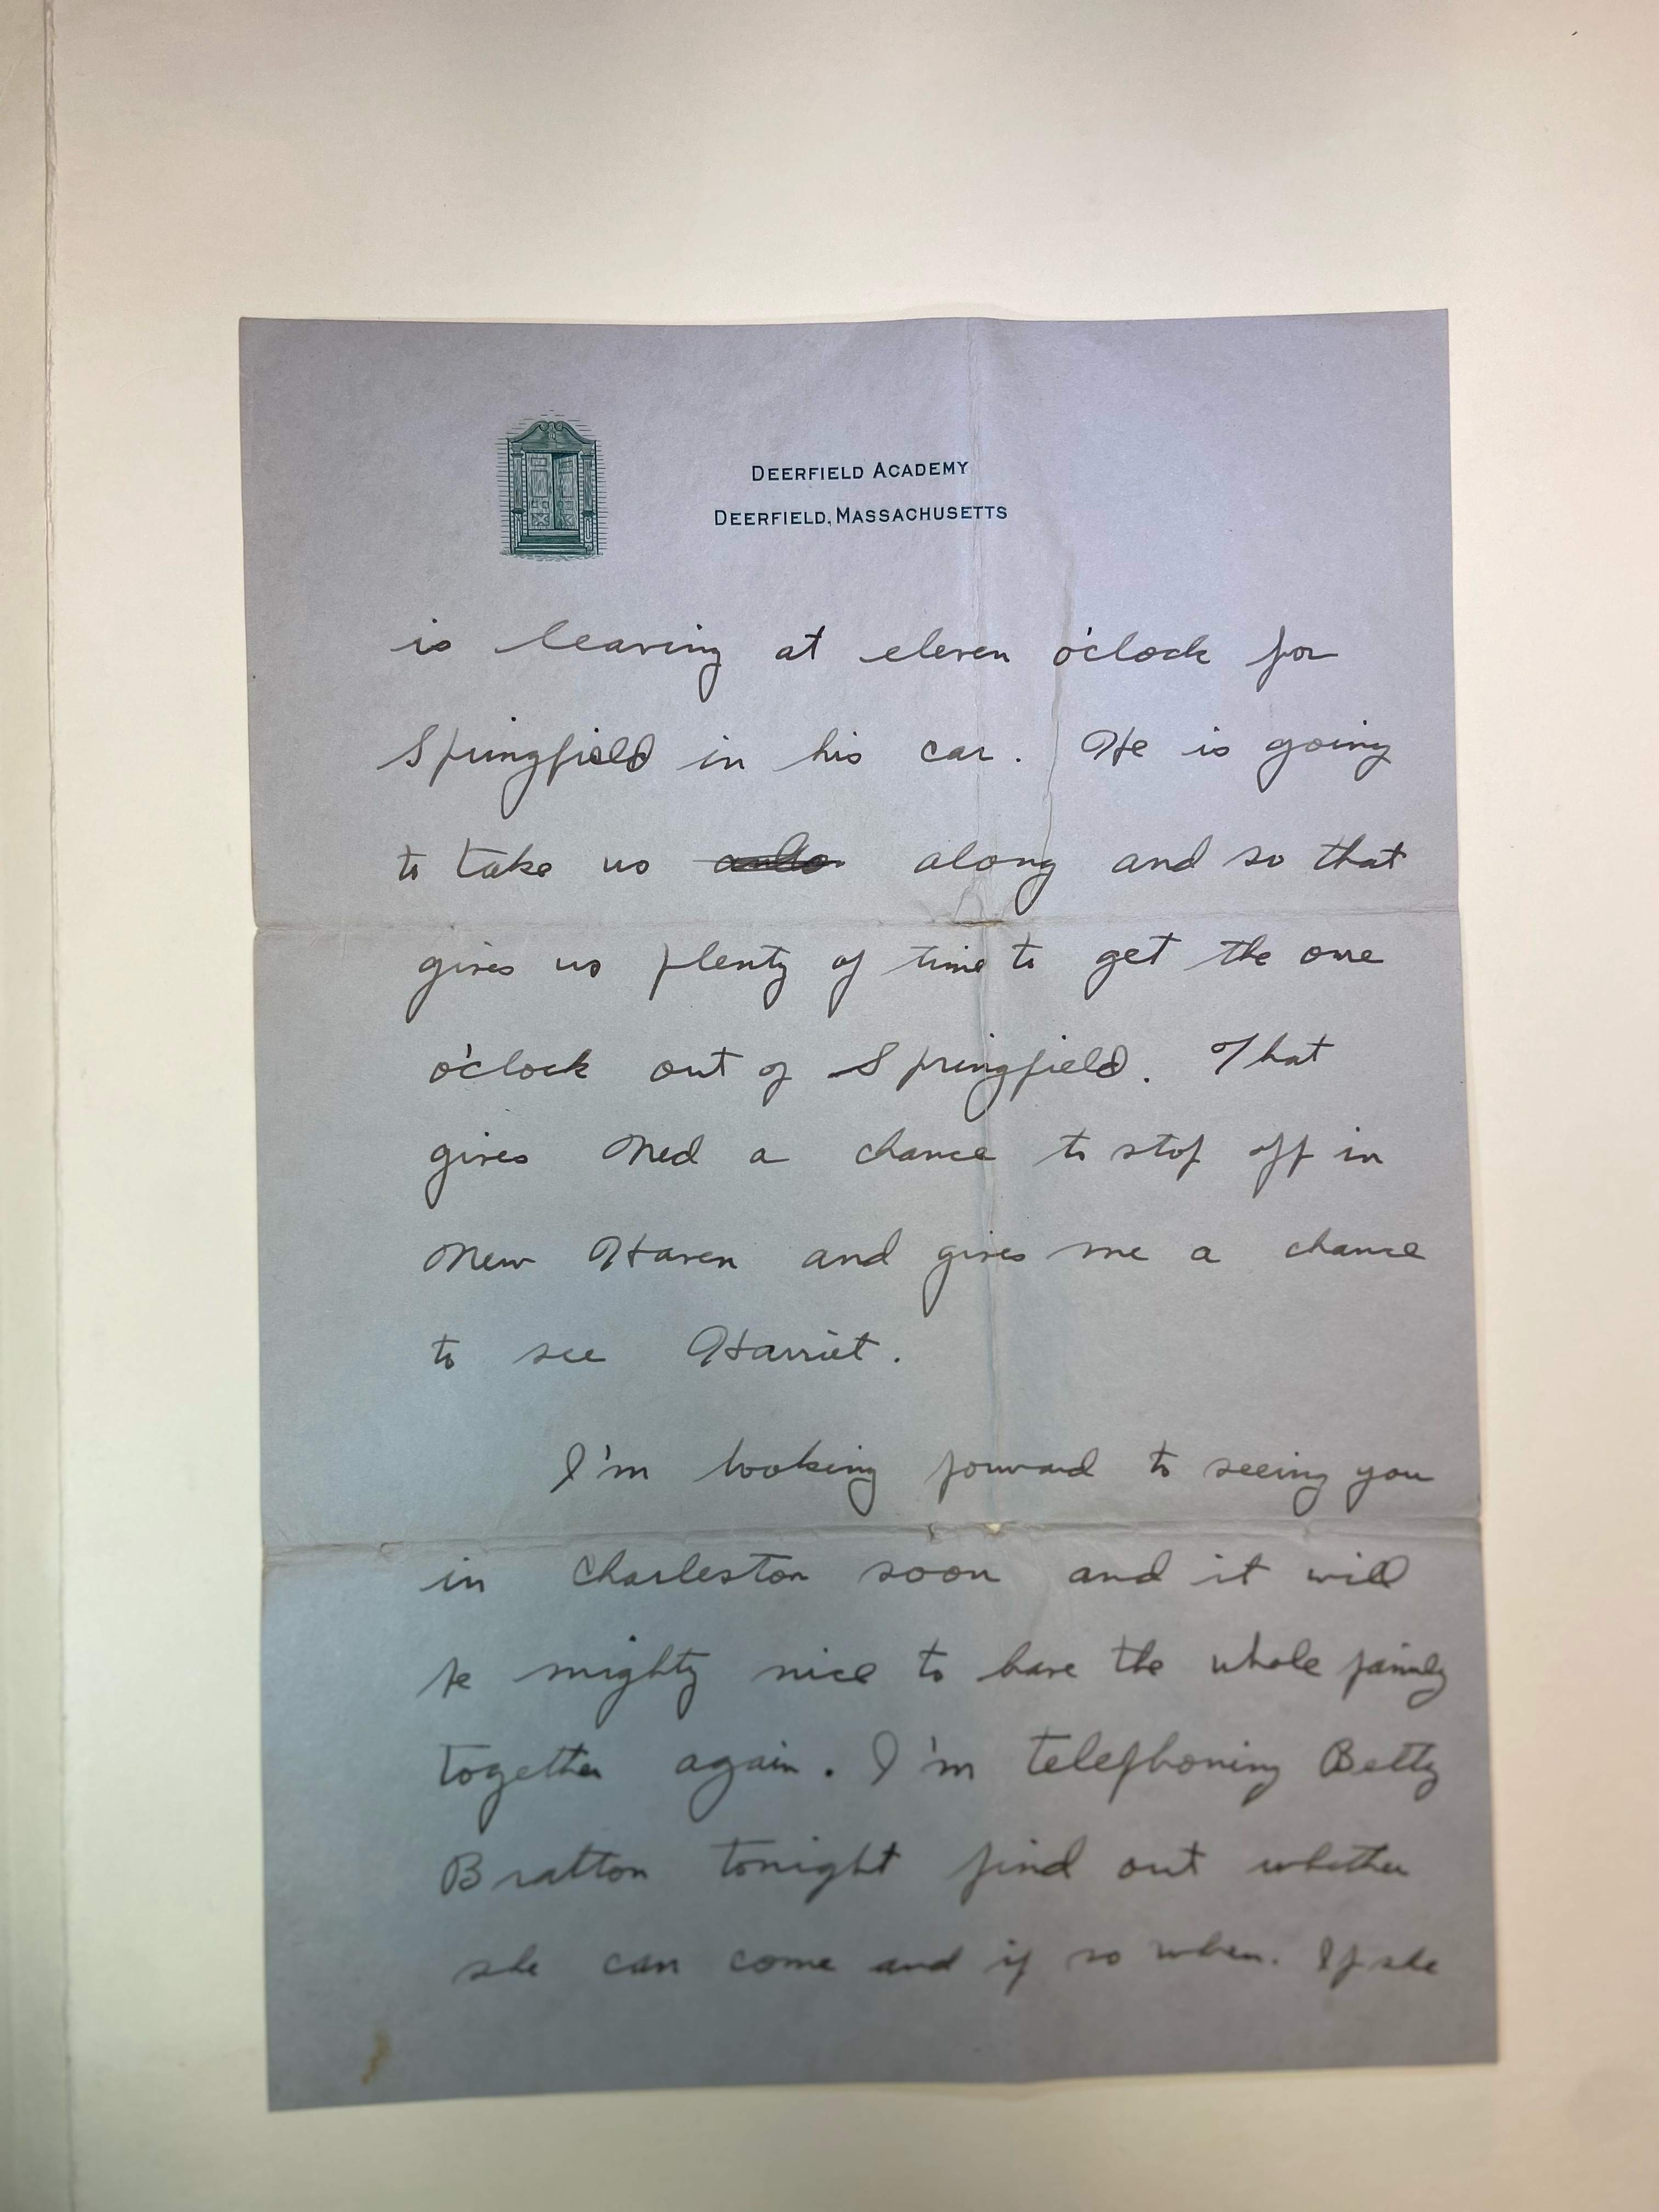 DEERFIELD ACADEMY
DEERFIELD, MASSACHUSETTS
is leaving at eleven o'clock for
Springfield in his car. He is going
to take us along and so that
gives us plenty of time to get the one
o'clock out of Springfield. That
gives Ned a chance to stop off in
New Haven and gives me a chance
to see Harriet.
I'm looking forward to seeing you
in Charleston soon and it will
be mighty nice to have the whole family
together again. I'm telephoning Betty
Bratton tonight find out whether
she can come and if so when. If she